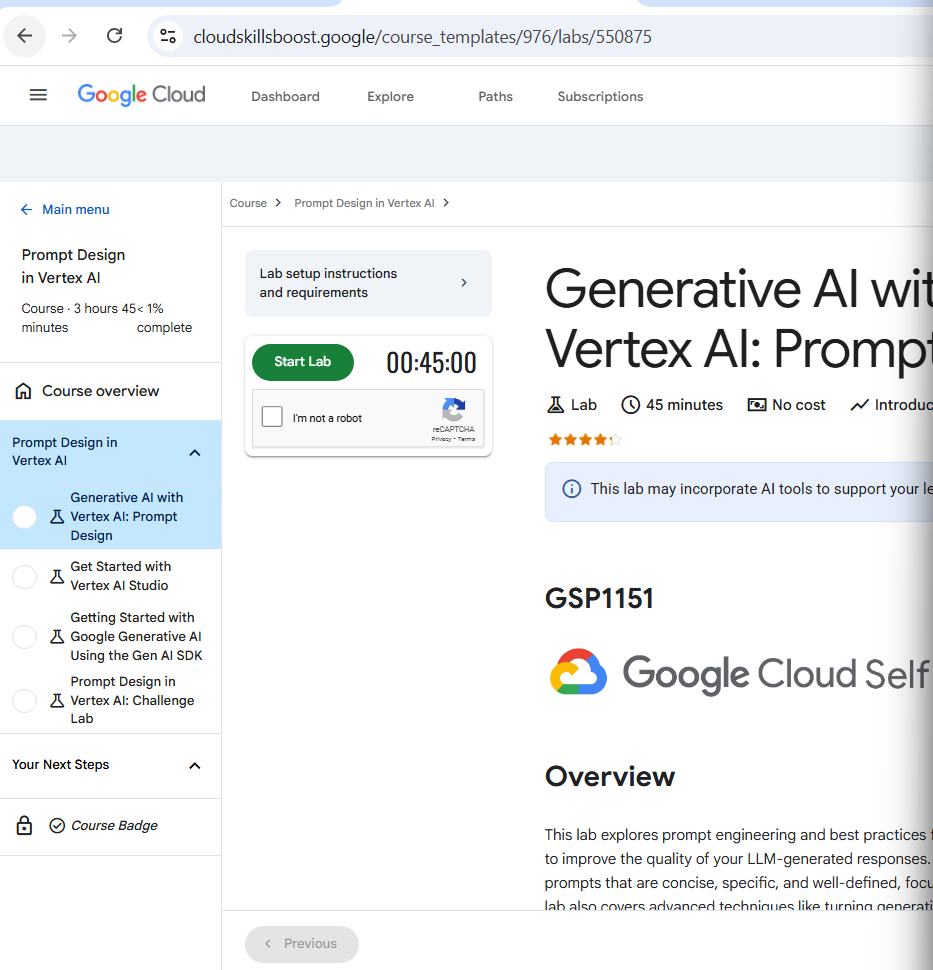 cloudskillsboost.google/course_templates/976/labs/550875
Google Cloud
Dashboard
Explore
Paths
Subscriptions
Main menu
Prompt Design
in Vertex AI
Course · 3 hours 45
minutes
< 1%
complete
Course overview
Prompt Design in
Vertex AI
Generative AI with
Vertex AI: Prompt
Design
Get Started with
Vertex AI Studio
Getting Started with
Google Generative AI
Using the Gen AI SDK
Prompt Design in
Vertex AI: Challenge
Lab
Your Next Steps
Course Badge
Course > Prompt Design in Vertex AI >
Lab setup instructions
and requirements
Start Lab
00:45:00
I'm not a robot
reCAPTCHA
Privacy - Terms
Generative AI wit
Vertex AI: Prompt
Lab
45 minutes
No cost
Introduc
This lab may incorporate AI tools to support your le
GSP1151
Google Cloud Self
Overview
This lab explores prompt engineering and best practices f
to improve the quality of your LLM-generated responses.
prompts that are concise, specific, and well-defined, focu
lab also covers advanced techniques like turning generati
Previous